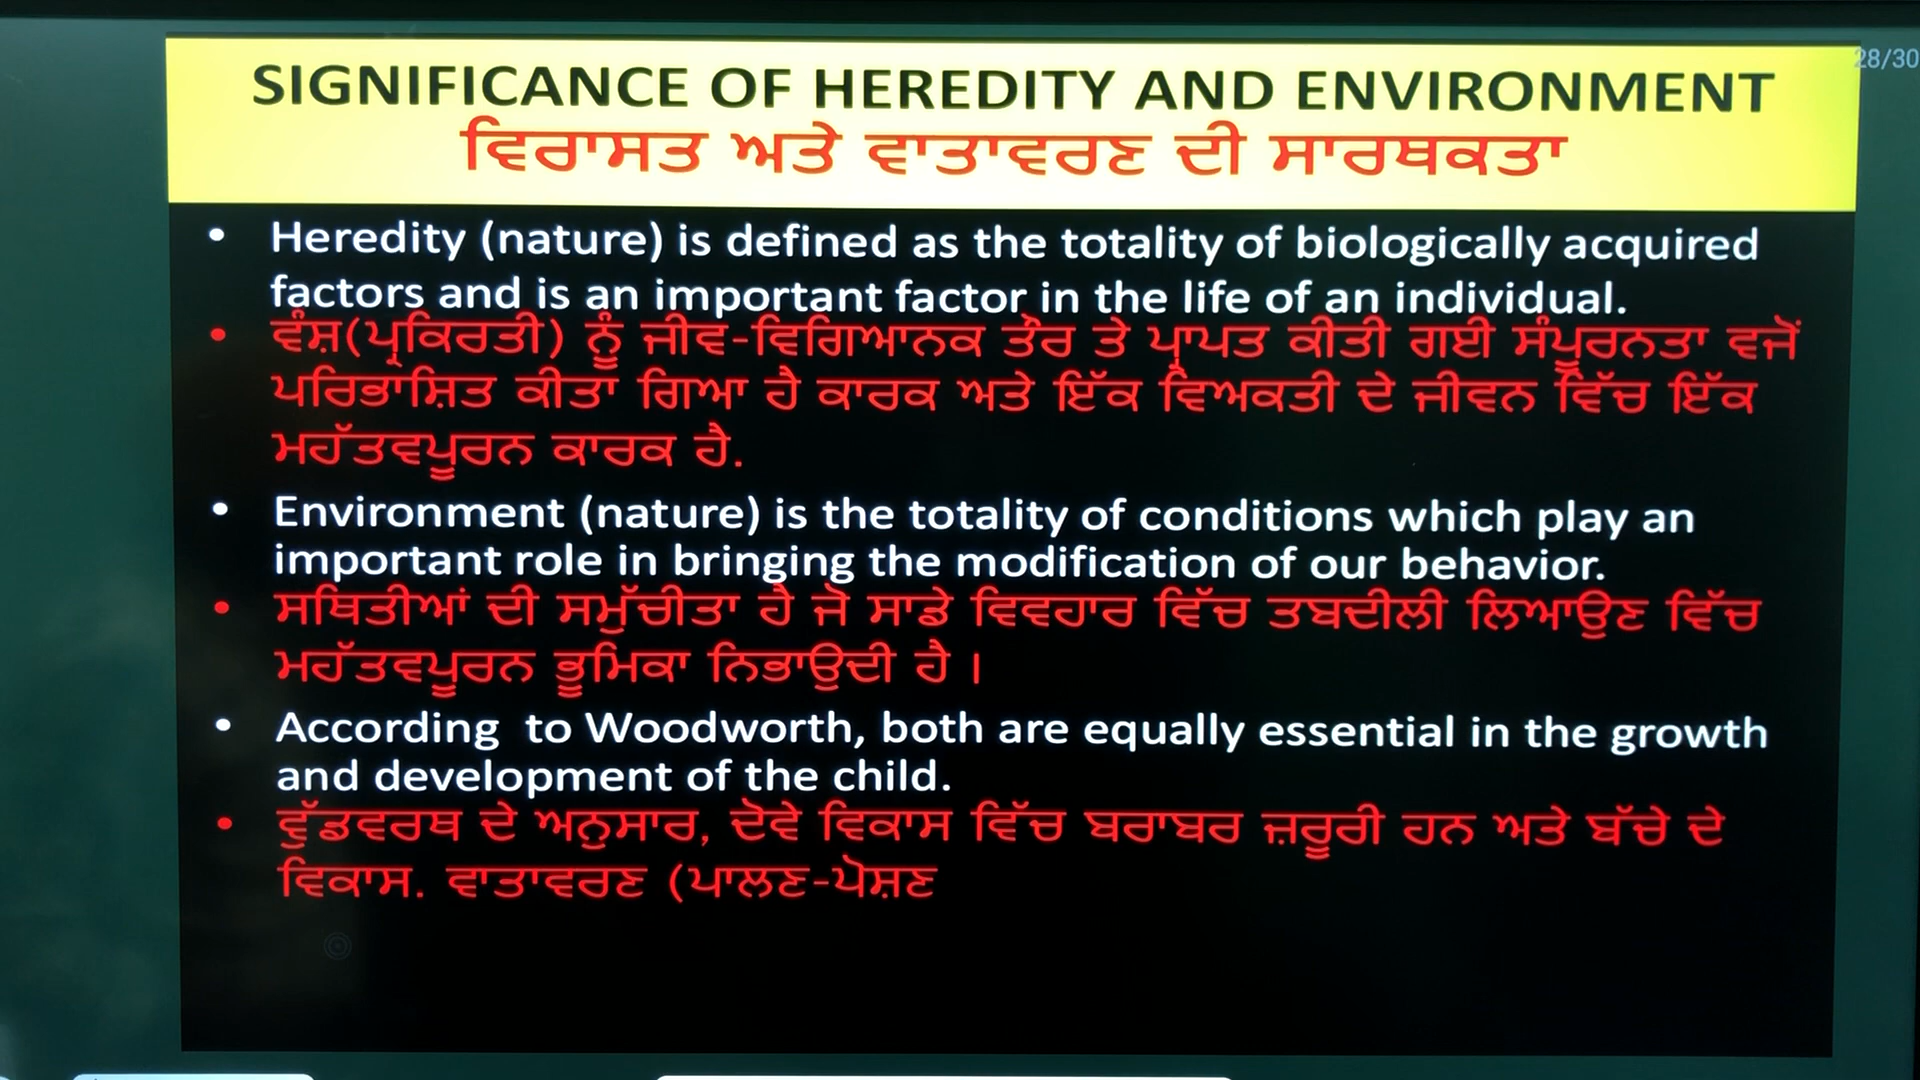 28/30
SIGNIFICANCE OF HEREDITY AND ENVIRONMENT
ਵਿਰਾਸਤ ਅਤੇ ਵਾਤਾਵਰਣ ਦੀ ਸਾਰਥਕਤਾ
• Heredity (nature) is defined as the totality of biologically acquired
factors and is an important factor in the life of an individual.
• ਵੰਸ਼(ਪ੍ਰਕਿਰਤੀ) ਨੂੰ ਜੀਵ-ਵਿਗਿਆਨਕ ਤੌਰ ਤੇ ਪ੍ਰਾਪਤ ਕੀਤੀ ਗਈ ਸੰਪੂਰਨਤਾ ਵਜੋਂ
ਪਰਿਭਾਸ਼ਿਤ ਕੀਤਾ ਗਿਆ ਹੈ ਕਾਰਕ ਅਤੇ ਇੱਕ ਵਿਅਕਤੀ ਦੇ ਜੀਵਨ ਵਿੱਚ ਇੱਕ
ਮਹੱਤਵਪੂਰਨ ਕਾਰਕ ਹੈ.
• Environment (nature) is the totality of conditions which play an
important role in bringing the modification of our behavior.
• ਸਥਿਤੀਆਂ ਦੀ ਸਮੁੱਚੀਤਾ ਹੈ ਜੋ ਸਾਡੇ ਵਿਵਹਾਰ ਵਿੱਚ ਤਬਦੀਲੀ ਲਿਆਉਣ ਵਿੱਚ
ਮਹੱਤਵਪੂਰਨ ਭੂਮਿਕਾ ਨਿਭਾਉਂਦੀ ਹੈ ।
• According to Woodworth, both are equally essential in the growth
and development of the child.
• ਵੁੱਡਵਰਥ ਦੇ ਅਨੁਸਾਰ, ਦੋਵੇਂ ਵਿਕਾਸ ਵਿੱਚ ਬਰਾਬਰ ਜ਼ਰੂਰੀ ਹਨ ਅਤੇ ਬੱਚੇ ਦੇ
ਵਿਕਾਸ. ਵਾਤਾਵਰਣ (ਪਾਲਣ-ਪੋਸ਼ਣ